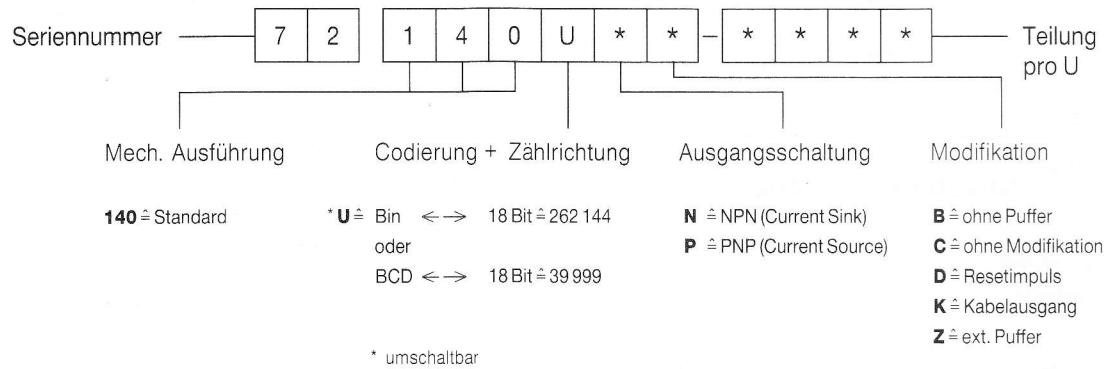 Seriennummer 7 2 1 4 0 U * * - * * * * Teilung
pro U
Mech. Ausführung Codierung + Zählrichtung Ausgangsschaltung Modifikation
140 ≙ Standard * U ≙ Bin <—> 18 Bit ≙ 262 144 N ≙ NPN (Current Sink) B ≙ ohne Puffer
oder P ≙ PNP (Current Source) C ≙ ohne Modifikation
BCD <—> 18 Bit ≙ 39 999 D ≙ Resetimpuls
K ≙ Kabelausgang
Z ≙ ext. Puffer
* umschaltbar